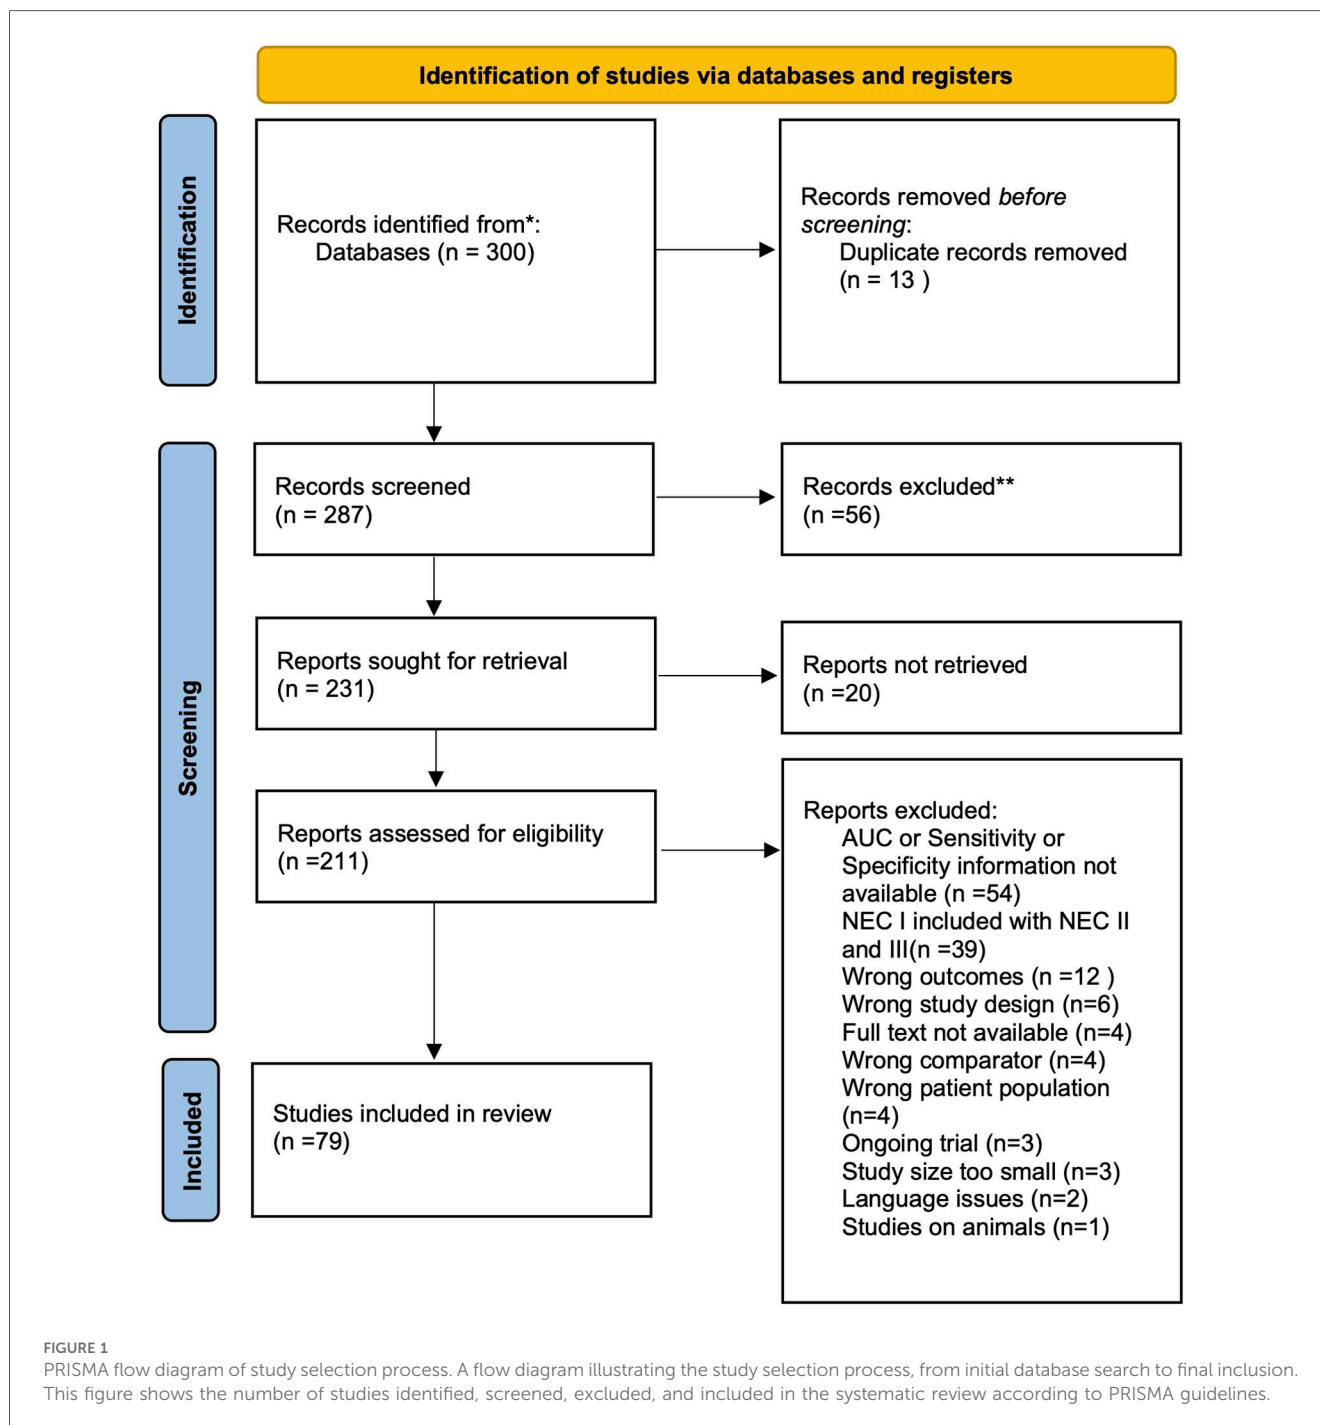 Identification of studies via databases and registers
Identification
Records identified from*:
Databases (n = 300)
Records removed before
screening:
Duplicate records removed
(n = 13 )
Screening
Records screened
(n = 287)
Records excluded**
(n =56)
Reports sought for retrieval
(n = 231)
Reports not retrieved
(n =20)
Reports assessed for eligibility
(n =211)
Reports excluded:
AUC or Sensitivity or
Specificity information not
available (n =54)
NEC I included with NEC II
and III(n =39)
Wrong outcomes (n =12 )
Wrong study design (n=6)
Full text not available (n=4)
Wrong comparator (n=4)
Wrong patient population
(n=4)
Ongoing trial (n=3)
Study size too small (n=3)
Language issues (n=2)
Studies on animals (n=1)
Included
Studies included in review
(n =79)
FIGURE 1
PRISMA flow diagram of study selection process. A flow diagram illustrating the study selection process, from initial database search to final inclusion.
This figure shows the number of studies identified, screened, excluded, and included in the systematic review according to PRISMA guidelines.